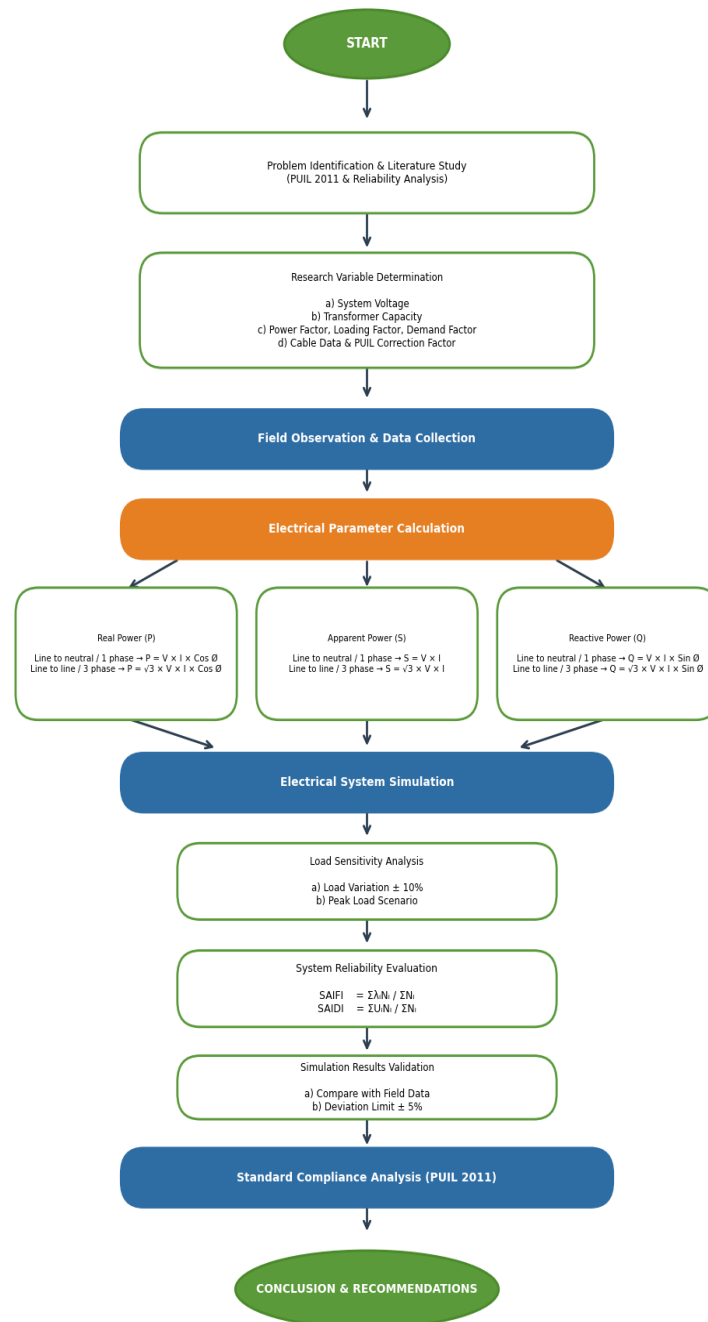 START
Problem Identification & Literature Study
(PUIL 2011 & Reliability Analysis)
Research Variable Determination
a) System Voltage
b) Transformer Capacity
c) Power Factor, Loading Factor, Demand Factor
d) Cable Data & PUIL Correction Factor
Field Observation & Data Collection
Electrical Parameter Calculation
Real Power (P)
Line to neutral / 1 phase → P = V × I × Cos Ø
Line to line / 3 phase → P = √3 × V × I × Cos Ø
Apparent Power (S)
Line to neutral / 1 phase → S = V × I
Line to line / 3 phase → S = √3 × V × I
Reactive Power (Q)
Line to neutral / 1 phase → Q = V × I × Sin Ø
Line to line / 3 phase → Q = √3 × V × I × Sin Ø
Electrical System Simulation
Load Sensitivity Analysis
a) Load Variation ± 10%
b) Peak Load Scenario
System Reliability Evaluation
SAIFI = ΣλᵢNᵢ / ΣNᵢ
SAIDI = ΣUᵢNᵢ / ΣNᵢ
Simulation Results Validation
a) Compare with Field Data
b) Deviation Limit ± 5%
Standard Compliance Analysis (PUIL 2011)
CONCLUSION & RECOMMENDATIONS